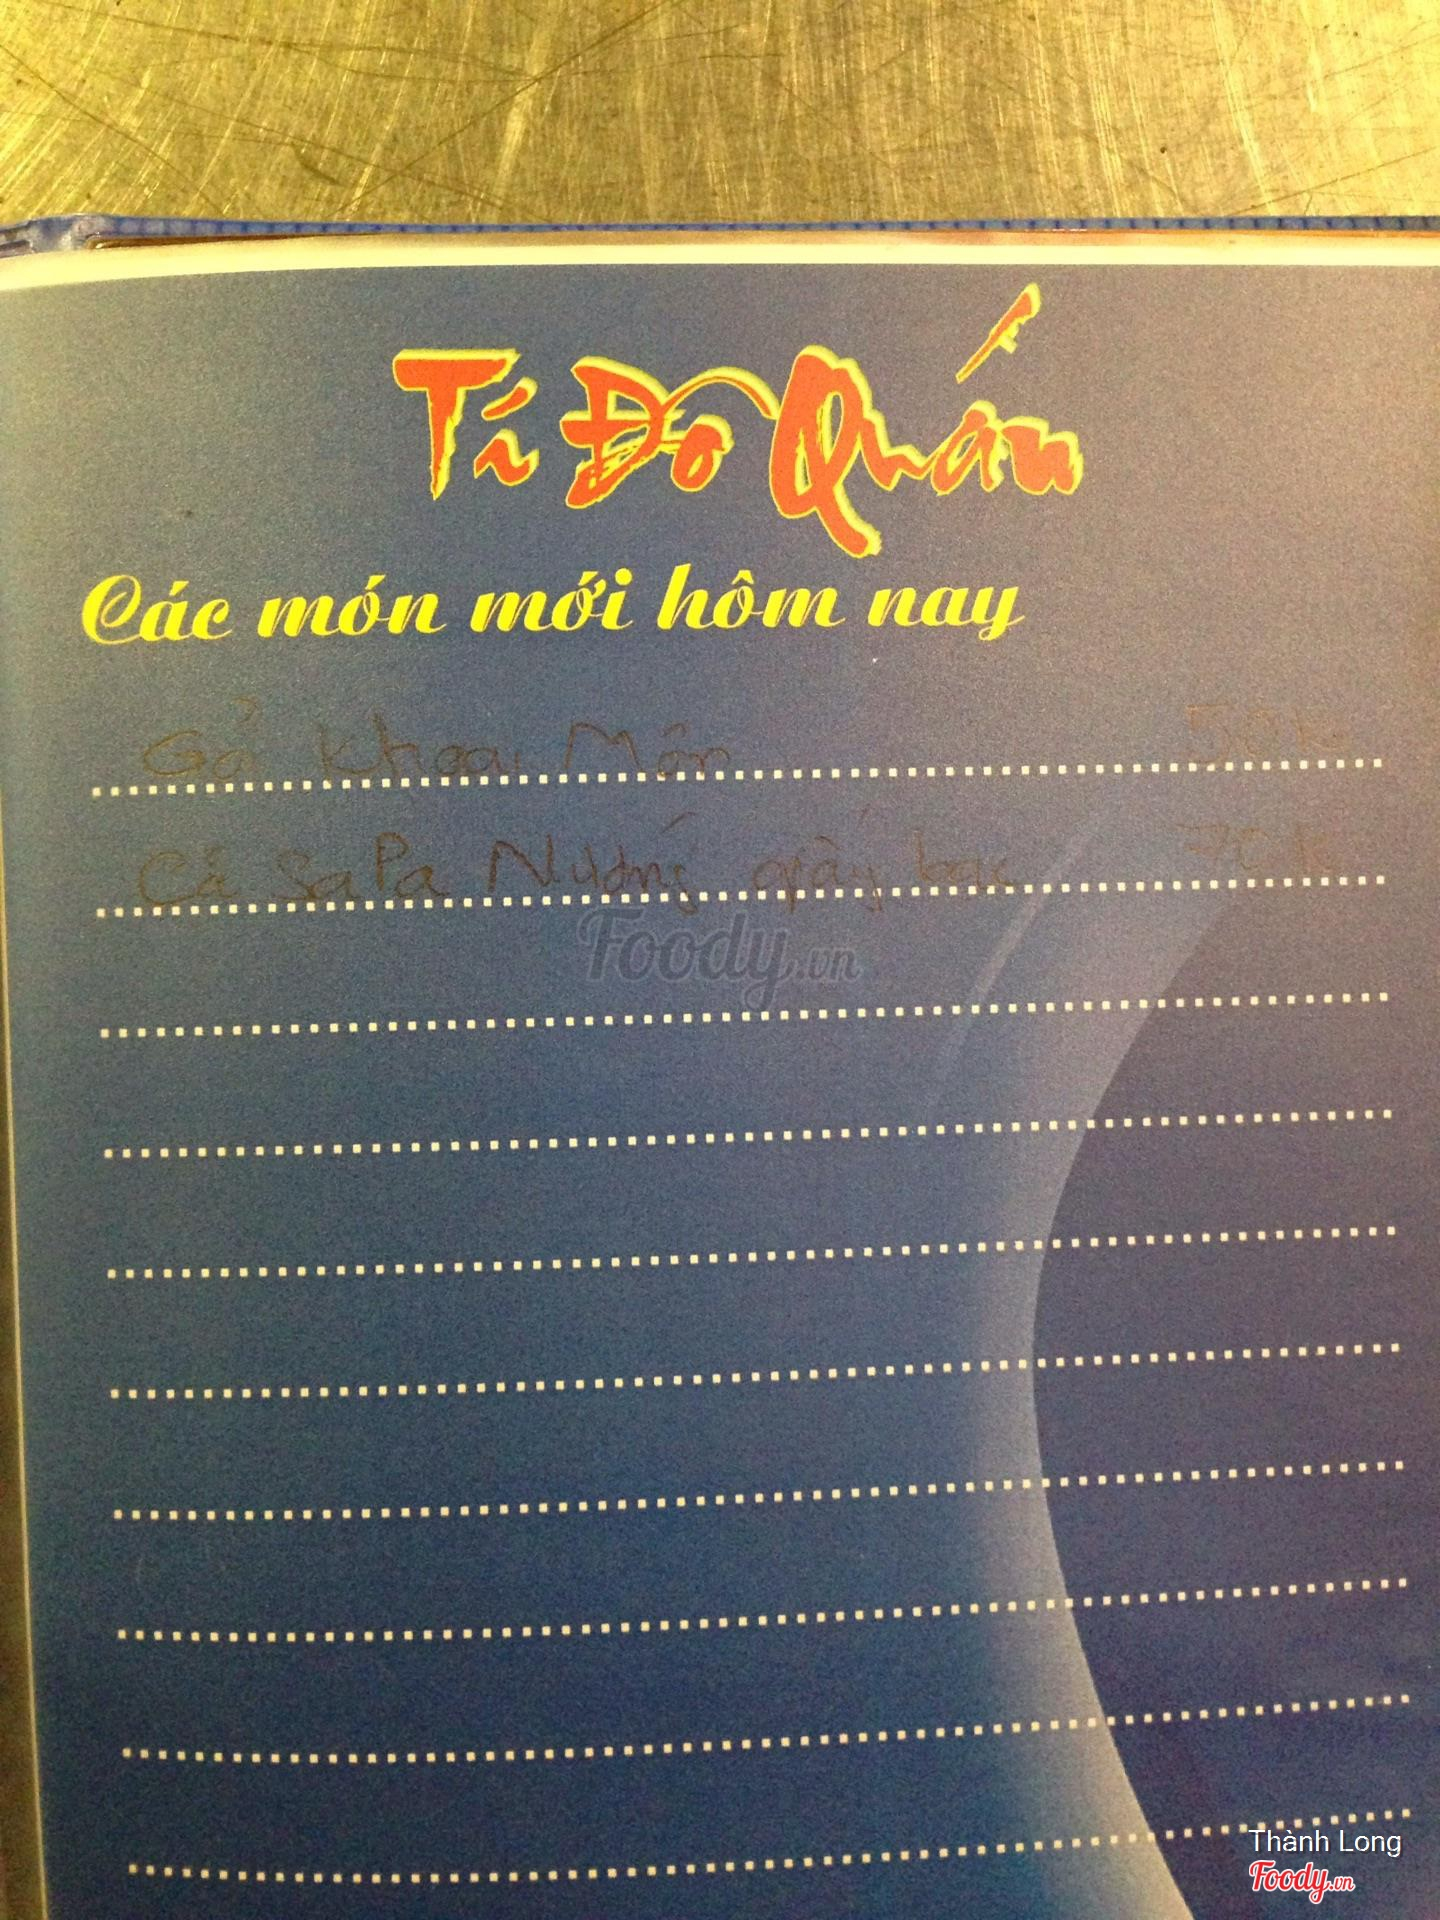 Tí Đô Quán
Các món mới hôm nay
Gỏi Khoai Môn 50k
Cá SaPa Nướng giấy bạc 70k
Foody.vn
Thành Long
Foody.vn